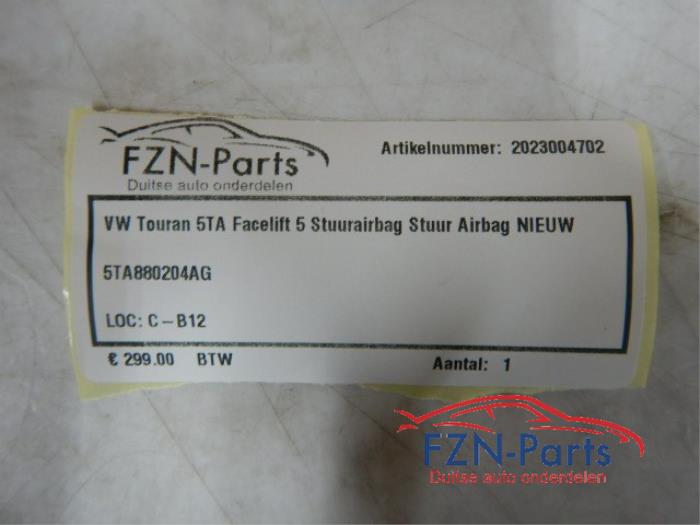 FZN-Parts
Duitse auto onderdelen
Artikelnummer: 2023004702
VW Touran 5TA Facelift 5 Stuurairbag Stuur Airbag NIEUW
5TA880204AG
LOC: C - B12
€ 299.00 BTW Aantal: 1
FZN-Parts
Duitse auto onderdelen